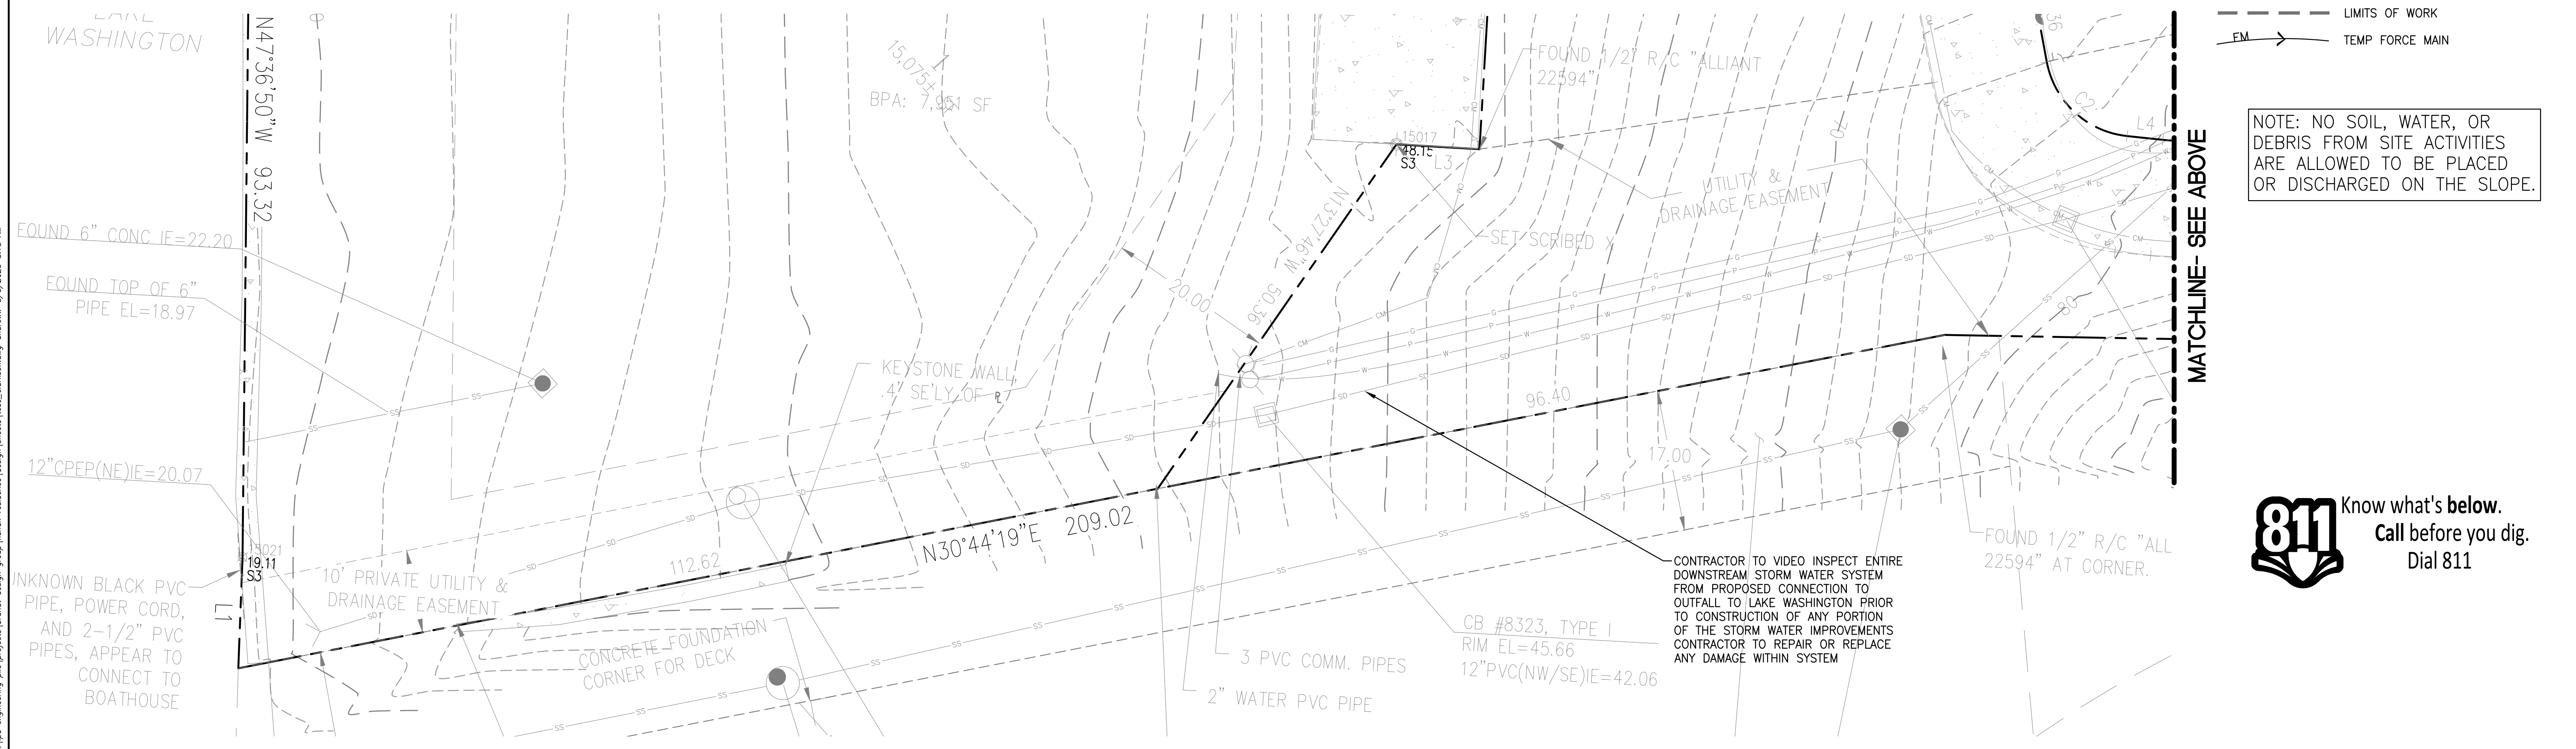 LAKE
WASHINGTON
N47°36'50"W 93.32
FOUND 6" CONC IE=22.20
FOUND TOP OF 6"
PIPE EL=18.97
12"CPEP(NE)IE=20.07
15021
19.11
S3
PIPE, POWER CORD,
AND 2-1/2" PVC
PIPES, APPEAR TO
CONNECT TO
BOATHOUSE
L1
10' PRIVATE UTILITY &
DRAINAGE EASEMENT
CONCRETE FOUNDATION
CORNER FOR DECK
112.62
N30°44'19"E 209.02
KEYSTONE WALL,
.4' SE'LY OF PL
BPA: 7,951 SF
20.00
N13°27'46"W
50.36
15017
48.15
S3
L3
FOUND 1/2" R/C "ALLIANT
22594"
SET SCRIBED X
UTILITY &
DRAINAGE EASEMENT
70
80
C2
L4
36
96.40
17.00
3 PVC COMM. PIPES
2" WATER PVC PIPE
CB #8323, TYPE I
RIM EL=45.66
12"PVC(NW/SE)IE=42.06
CONTRACTOR TO VIDEO INSPECT ENTIRE
DOWNSTREAM STORM WATER SYSTEM
FROM PROPOSED CONNECTION TO
OUTFALL TO LAKE WASHINGTON PRIOR
TO CONSTRUCTION OF ANY PORTION
OF THE STORM WATER IMPROVEMENTS
CONTRACTOR TO REPAIR OR REPLACE
ANY DAMAGE WITHIN SYSTEM
FOUND 1/2" R/C "ALL
22594" AT CORNER.
MATCHLINE- SEE ABOVE
LIMITS OF WORK
FM
TEMP FORCE MAIN
NOTE: NO SOIL, WATER, OR
DEBRIS FROM SITE ACTIVITIES
ARE ALLOWED TO BE PLACED
OR DISCHARGED ON THE SLOPE.
811
Know what's below.
Call before you dig.
Dial 811